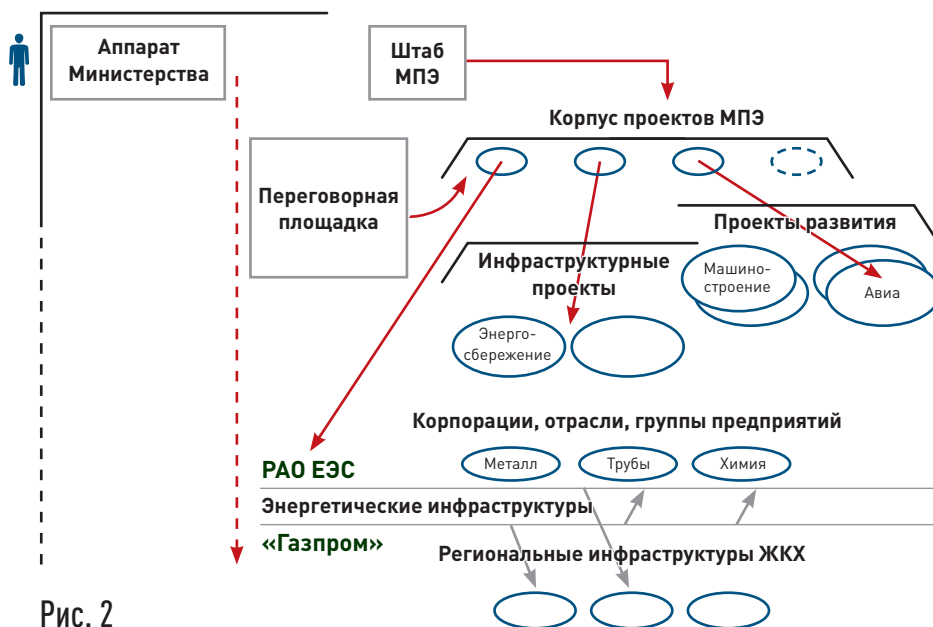 Аппарат
Министерства
Штаб
МПЭ
Корпус проектов МПЭ
Переговорная
площадка
Проекты развития
Инфраструктурные
проекты
Машино-
строение
Авиа
Энерго-
сбережение
Корпорации, отрасли, группы предприятий
РАО ЕЭС
Металл
Трубы
Химия
Энергетические инфраструктуры
«Газпром»
Региональные инфраструктуры ЖКХ
Рис. 2